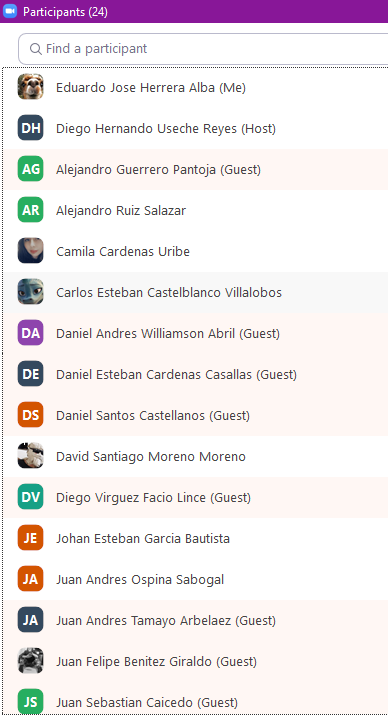 Participants (24)
Find a participant
Eduardo Jose Herrera Alba (Me)
DH Diego Hernando Useche Reyes (Host)
AG Alejandro Guerrero Pantoja (Guest)
AR Alejandro Ruiz Salazar
Camila Cardenas Uribe
Carlos Esteban Castelblanco Villalobos
DA Daniel Andres Williamson Abril (Guest)
DE Daniel Esteban Cardenas Casallas (Guest)
DS Daniel Santos Castellanos (Guest)
David Santiago Moreno Moreno
DV Diego Virguez Facio Lince (Guest)
JE Johan Esteban Garcia Bautista
JA Juan Andres Ospina Sabogal
JA Juan Andres Tamayo Arbelaez (Guest)
Juan Felipe Benitez Giraldo (Guest)
JS Juan Sebastian Caicedo (Guest)